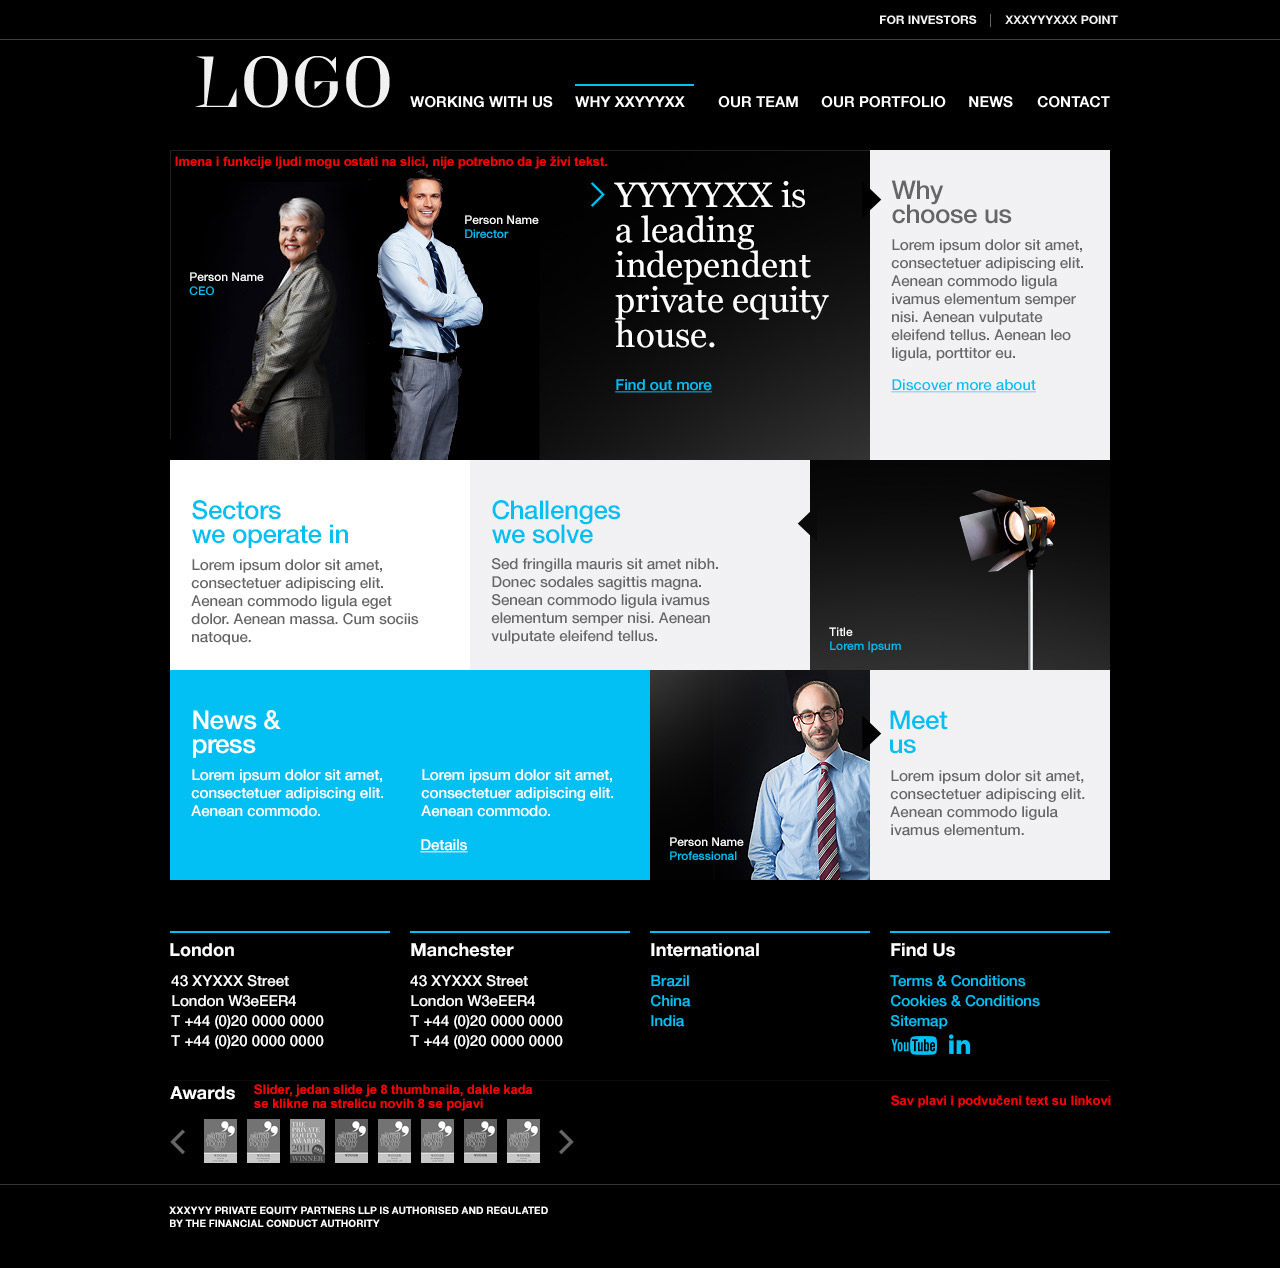 FOR INVESTORS
XXXYYYXXX POINT
LOGO
WORKING WITH US
WHY XXYYYXX
OUR TEAM
OUR PORTFOLIO
NEWS
CONTACT
Imena i funkcije ljudi mogu ostati na slici, nije potrebno da je živi tekst.
Person Name
Director
Person Name
CEO
YYYYYXX is
a leading
independent
private equity
house.
Find out more
Why
choose us
Lorem ipsum dolor sit amet,
consectetuer adipiscing elit.
Aenean commodo ligula
ivamus elementum semper
nisi. Aenean vulputate
eleifend tellus. Aenean leo
ligula, porttitor eu.
Discover more about
Sectors
we operate in
Lorem ipsum dolor sit amet,
consectetuer adipiscing elit.
Aenean commodo ligula eget
dolor. Aenean massa. Cum sociis
natoque.
Challenges
we solve
Sed fringilla mauris sit amet nibh.
Donec sodales sagittis magna.
Senean commodo ligula ivamus
elementum semper nisi. Aenean
vulputate eleifend tellus.
Title
Lorem Ipsum
News &
press
Lorem ipsum dolor sit amet,
consectetuer adipiscing elit.
Aenean commodo.
Lorem ipsum dolor sit amet,
consectetuer adipiscing elit.
Aenean commodo.
Details
Person Name
Professional
Meet
us
Lorem ipsum dolor sit amet,
consectetuer adipiscing elit.
Aenean commodo ligula
ivamus elementum.
London
43 XYXXX Street
London W3eEER4
T +44 (0)20 0000 0000
T +44 (0)20 0000 0000
Manchester
43 XYXXX Street
London W3eEER4
T +44 (0)20 0000 0000
T +44 (0)20 0000 0000
International
Brazil
China
India
Find Us
Terms & Conditions
Cookies & Conditions
Sitemap
YouTube in
Awards
Slider, jedan slide je 8 thumbnaila, dakle kada
se klikne na strelicu novih 8 se pojavi
Sav plavi i podvučeni text su linkovi
THE
PRIVATE
EQUITY
AWARDS
2011
WINNER
XXXYYY PRIVATE EQUITY PARTNERS LLP IS AUTHORISED AND REGULATED
BY THE FINANCIAL CONDUCT AUTHORITY